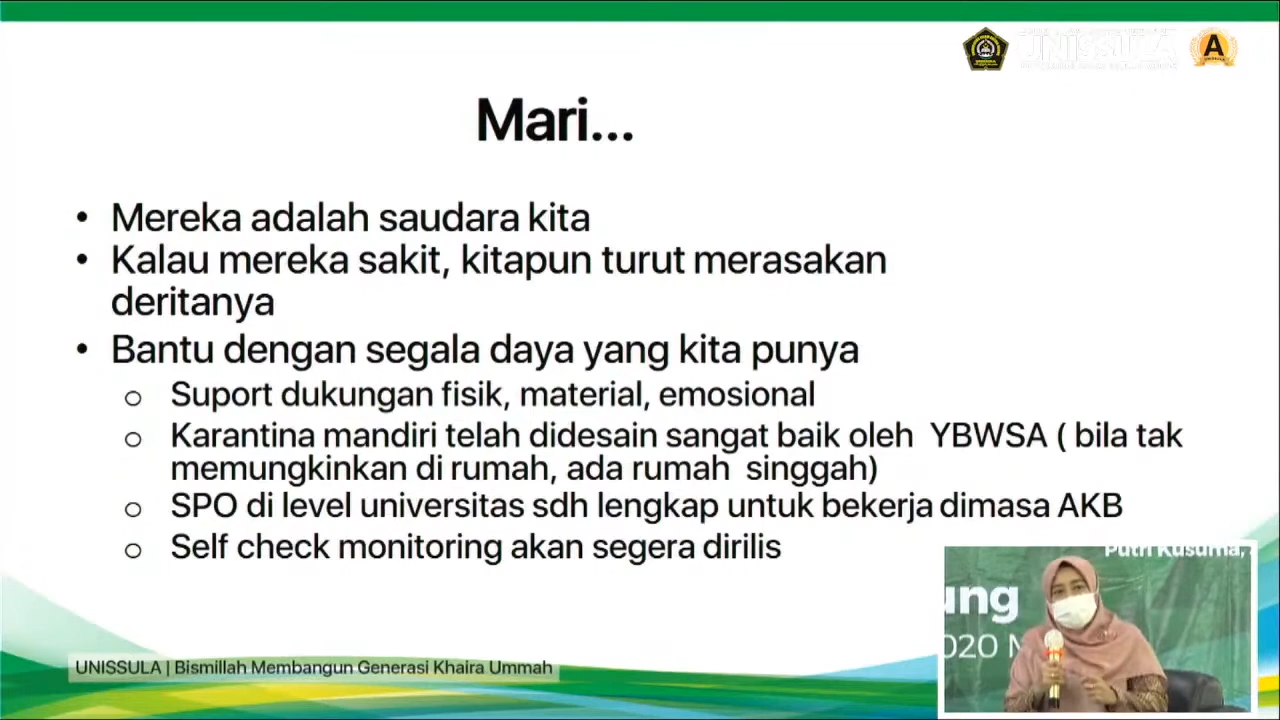 UNISSULA
A
UNISSULA
Mari...
• Mereka adalah saudara kita
• Kalau mereka sakit, kitapun turut merasakan
deritanya
• Bantu dengan segala daya yang kita punya
o Suport dukungan fisik, material, emosional
o Karantina mandiri telah didesain sangat baik oleh YBWSA ( bila tak
memungkinkan di rumah, ada rumah singgah)
o SPO di level universitas sdh lengkap untuk bekerja dimasa AKB
o Self check monitoring akan segera dirilis
Putri Kusuma,
ung
020
UNISSULA | Bismillah Membangun Generasi Khaira Ummah